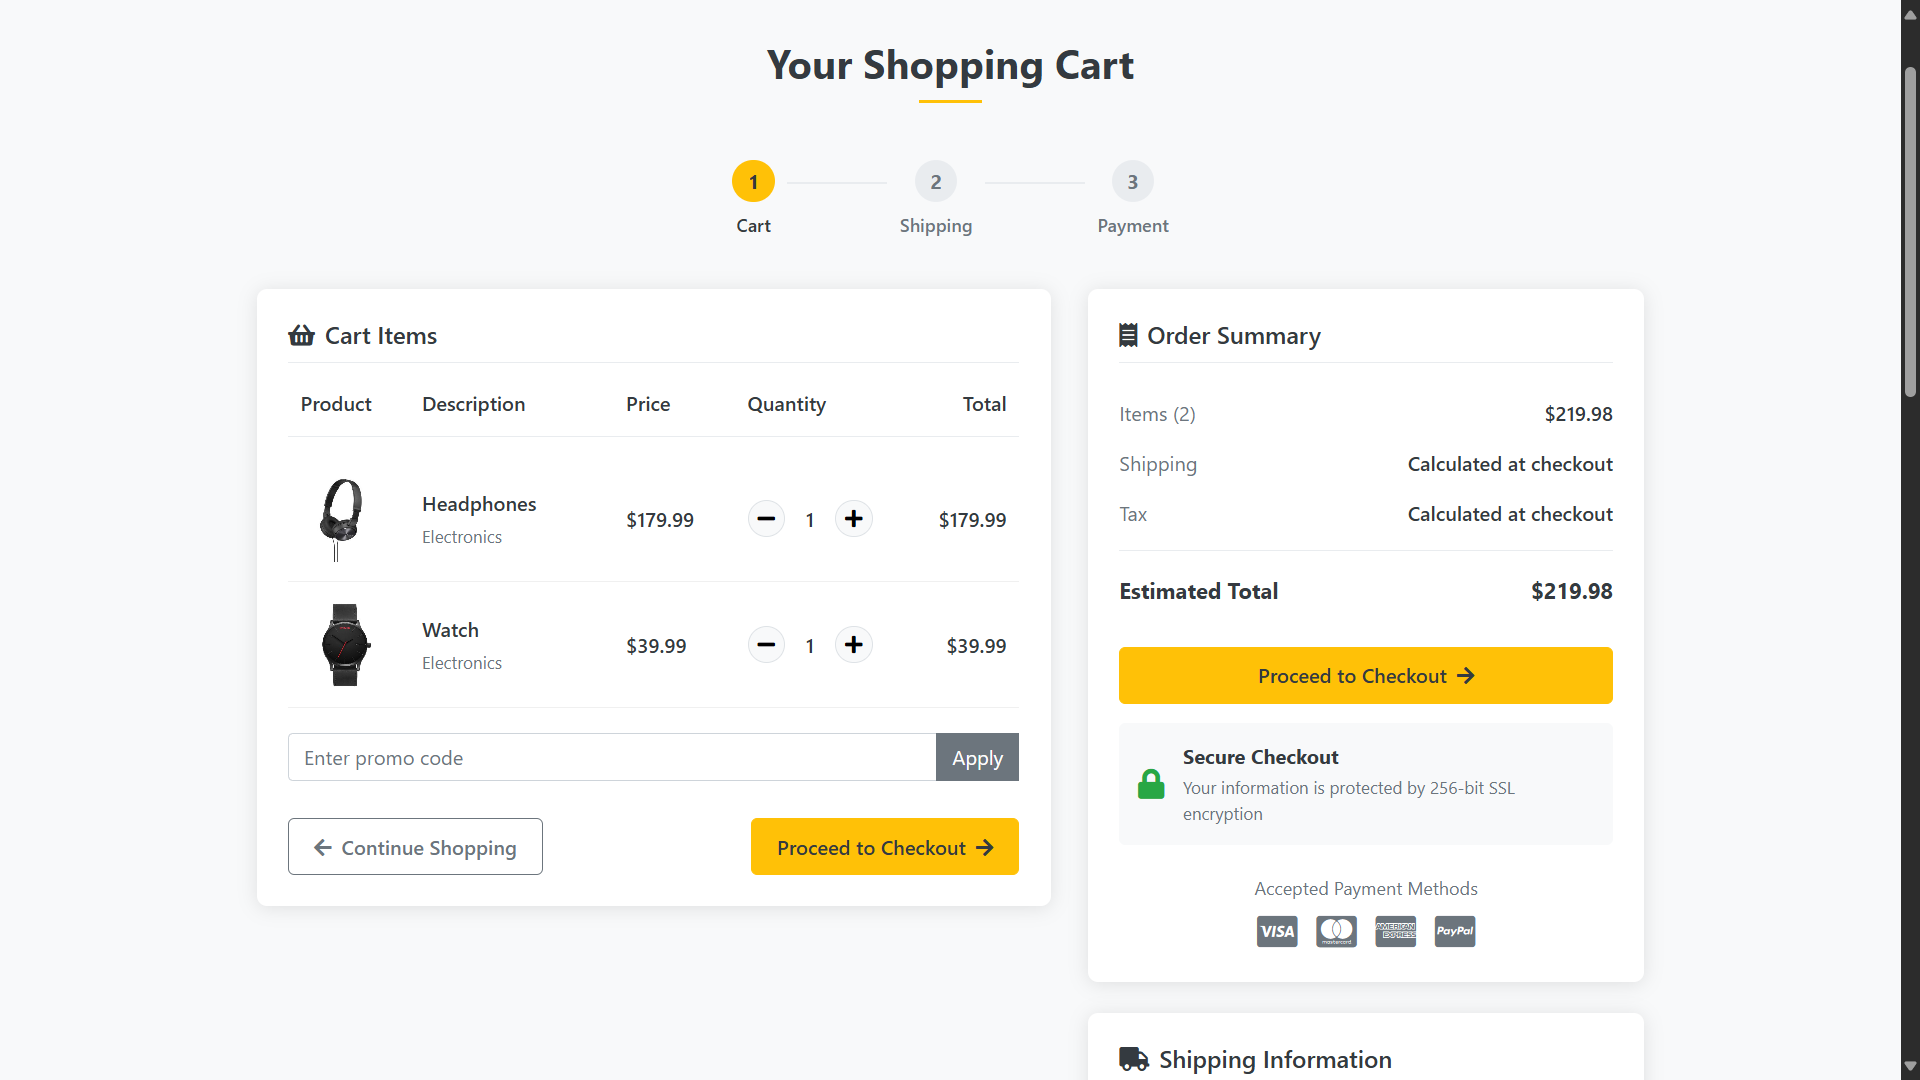 Your Shopping Cart
1
2
3
Cart
Shipping
Payment
Cart Items
Product Description Price Quantity Total
Headphones
Electronics
$179.99
1
$179.99
Watch
Electronics
$39.99
1
$39.99
Enter promo code
Apply
Continue Shopping
Proceed to Checkout
Order Summary
Items (2) $219.98
Shipping Calculated at checkout
Tax Calculated at checkout
Estimated Total $219.98
Proceed to Checkout
Secure Checkout
Your information is protected by 256-bit SSL
encryption
Accepted Payment Methods
VISA
mastercard
AMERICAN
EXPRESS
PayPal
Shipping Information